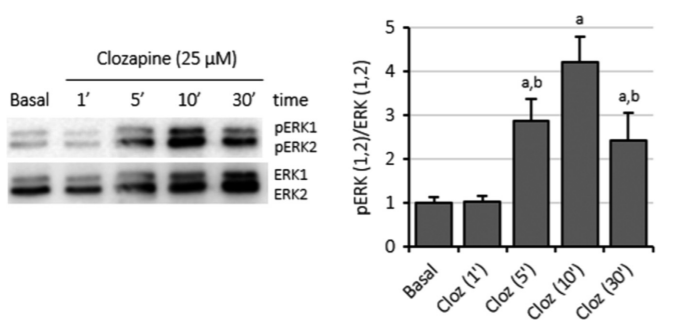 Clozapine (25 µM)
Basal 1′ 5′ 10′ 30′ time
pERK1
pERK2
ERK1
ERK2
pERK (1,2)/ERK (1,2)
5
4
3
2
1
0
a,b
a
a,b
Basal
Cloz (1')
Cloz (5')
Cloz (10')
Cloz (30')